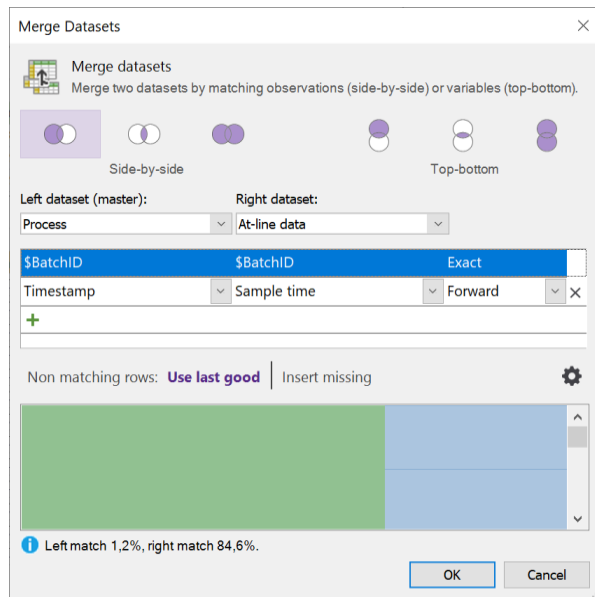 Merge Datasets
Merge datasets
Merge two datasets by matching observations (side-by-side) or variables (top-bottom).
Side-by-side Top-bottom
Left dataset (master): Right dataset:
Process At-line data
$BatchID $BatchID Exact
Timestamp Sample time Forward
Non matching rows: Use last good Insert missing
Left match 1,2%, right match 84,6%.
OK Cancel